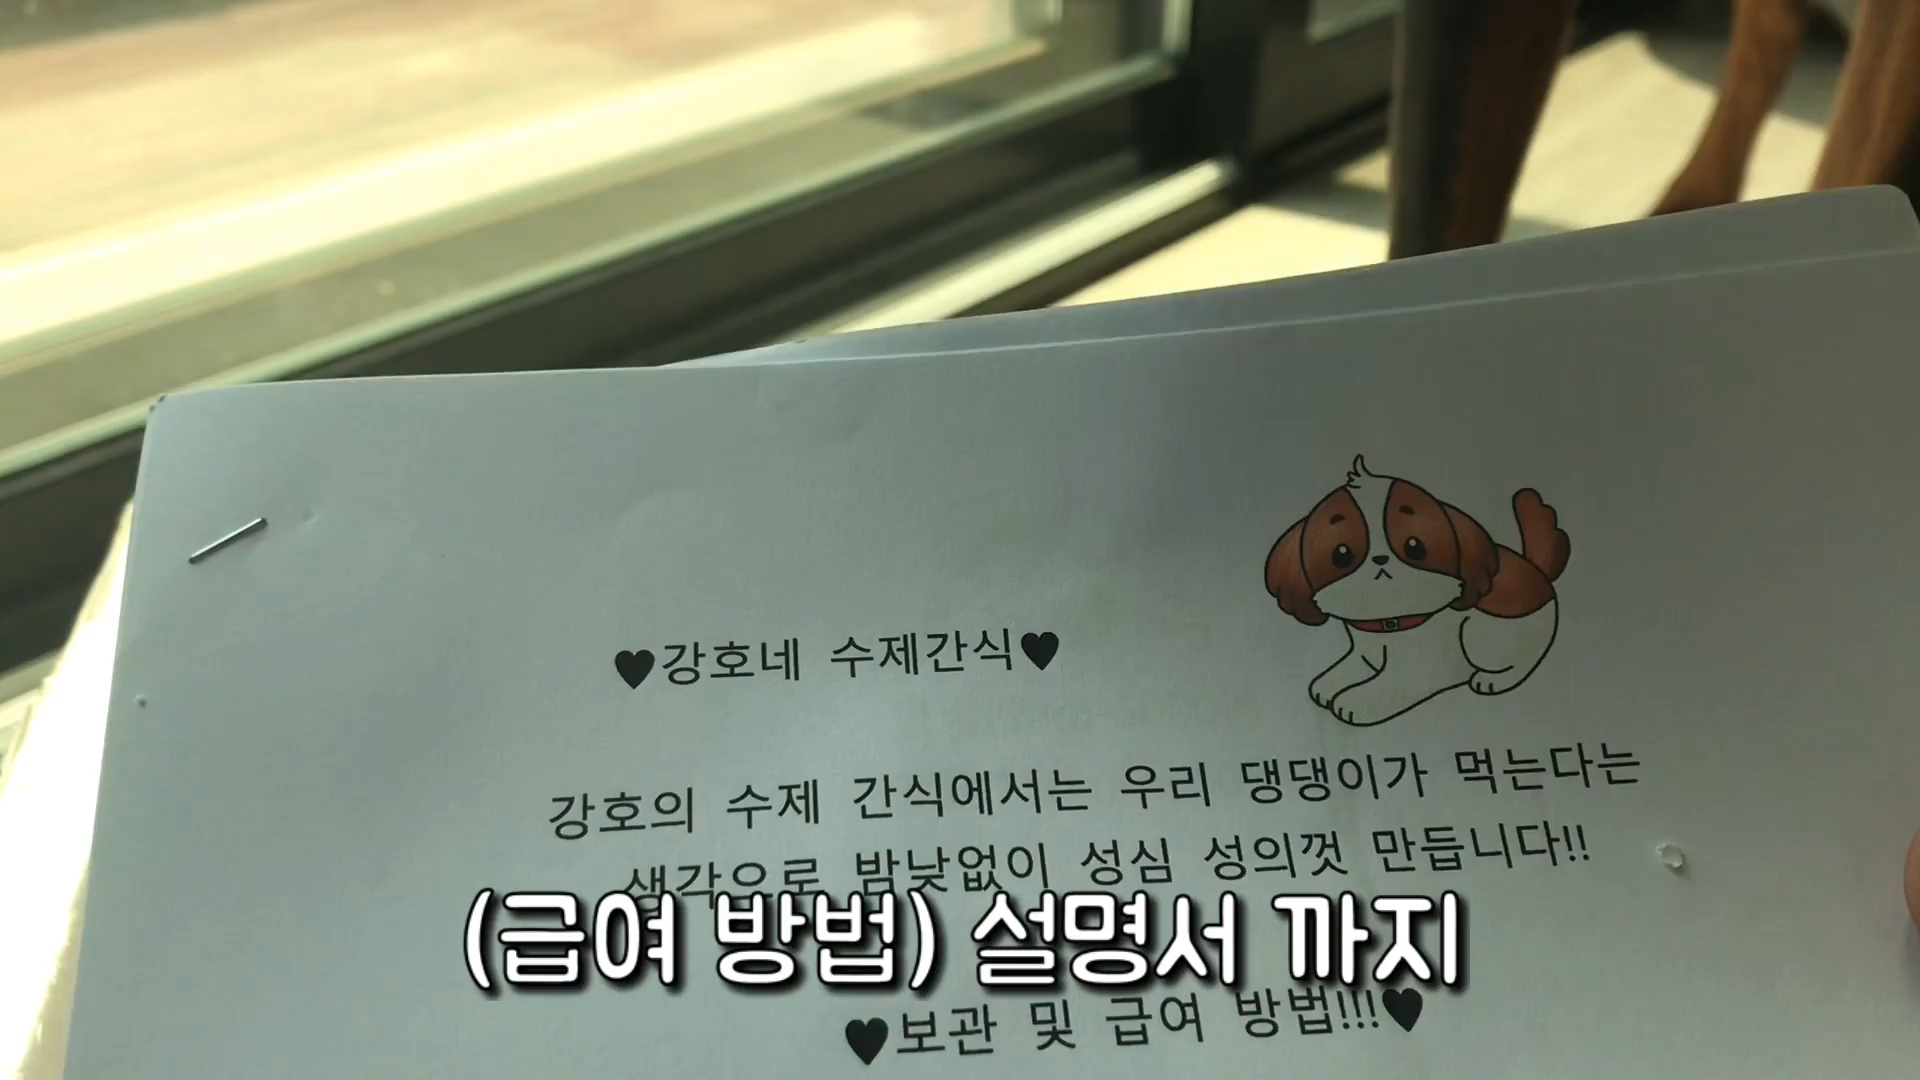 ♥강호네 수제간식♥
강호의 수제 간식에서는 우리 댕댕이가 먹는다는
생각으로 밤낮없이 성심 성의껏 만듭니다!!
(급여 방법) 설명서 까지
♥보관 및 급여 방법!!!♥